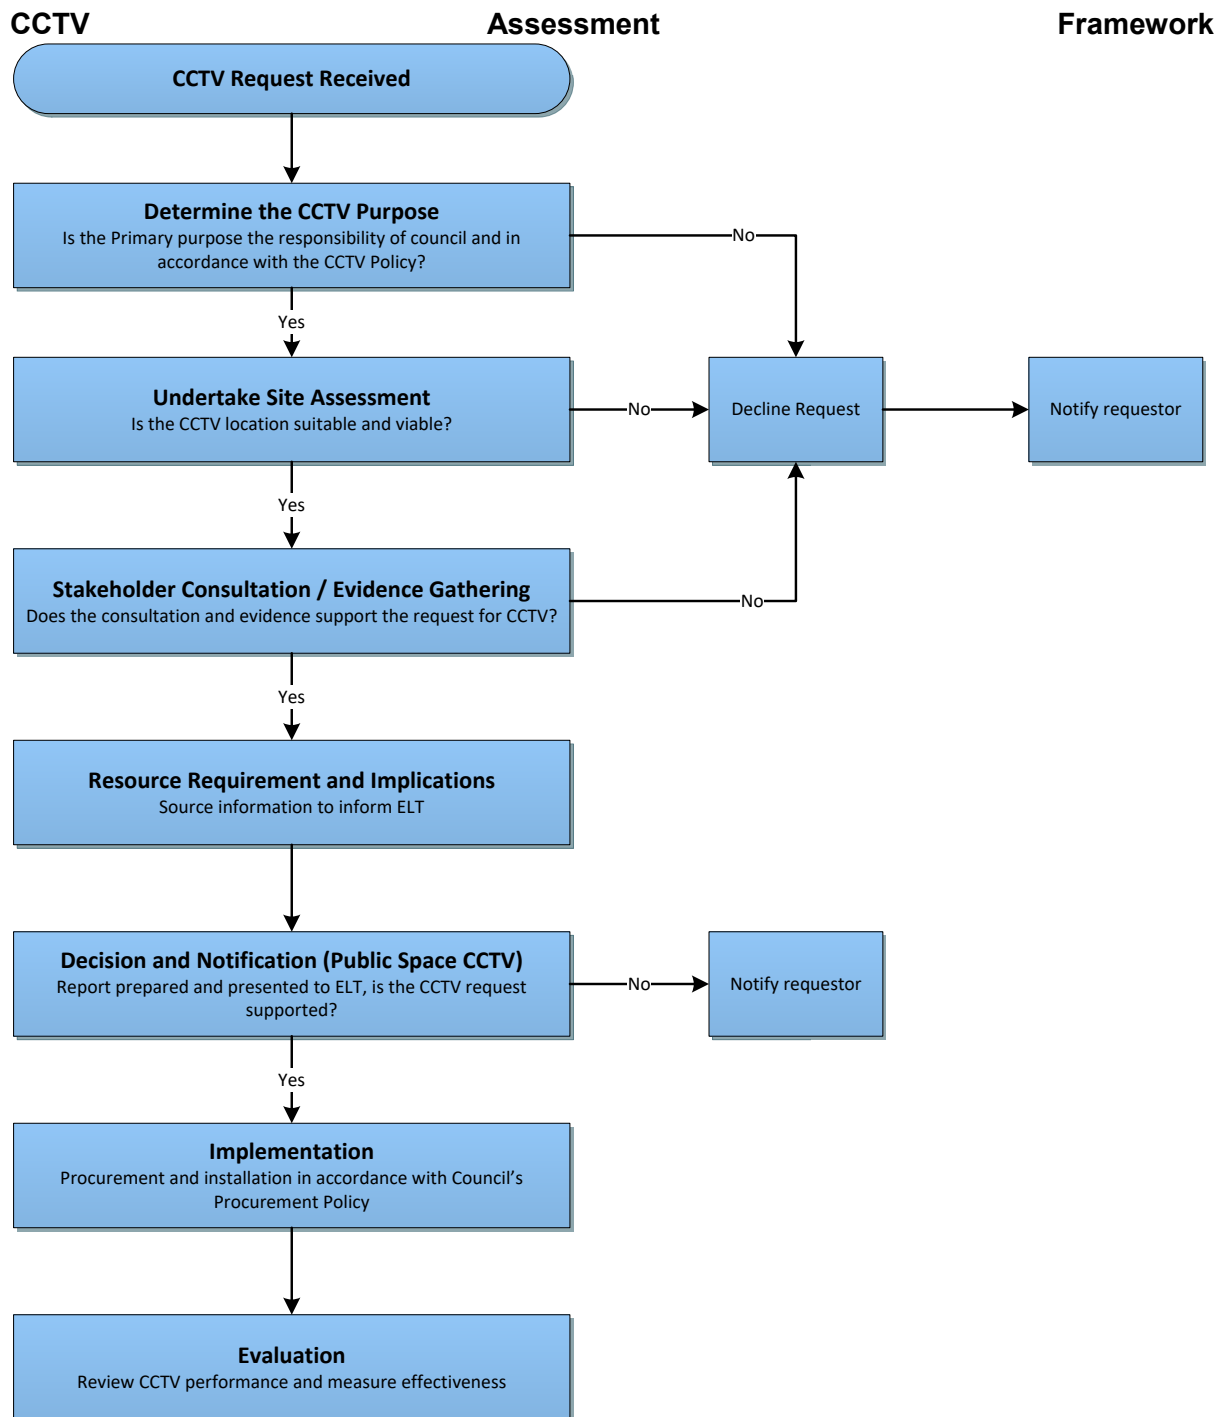 CCTV Assessment Framework
CCTV Request Received
Determine the CCTV Purpose
Is the Primary purpose the responsibility of council and in
accordance with the CCTV Policy?
No
Yes
Undertake Site Assessment
Is the CCTV location suitable and viable?
No
Decline Request
Notify requestor
Yes
Stakeholder Consultation / Evidence Gathering
Does the consultation and evidence support the request for CCTV?
No
Yes
Resource Requirement and Implications
Source information to inform ELT
Decision and Notification (Public Space CCTV)
Report prepared and presented to ELT, is the CCTV request
supported?
No
Notify requestor
Yes
Implementation
Procurement and installation in accordance with Council's
Procurement Policy
Evaluation
Review CCTV performance and measure effectiveness